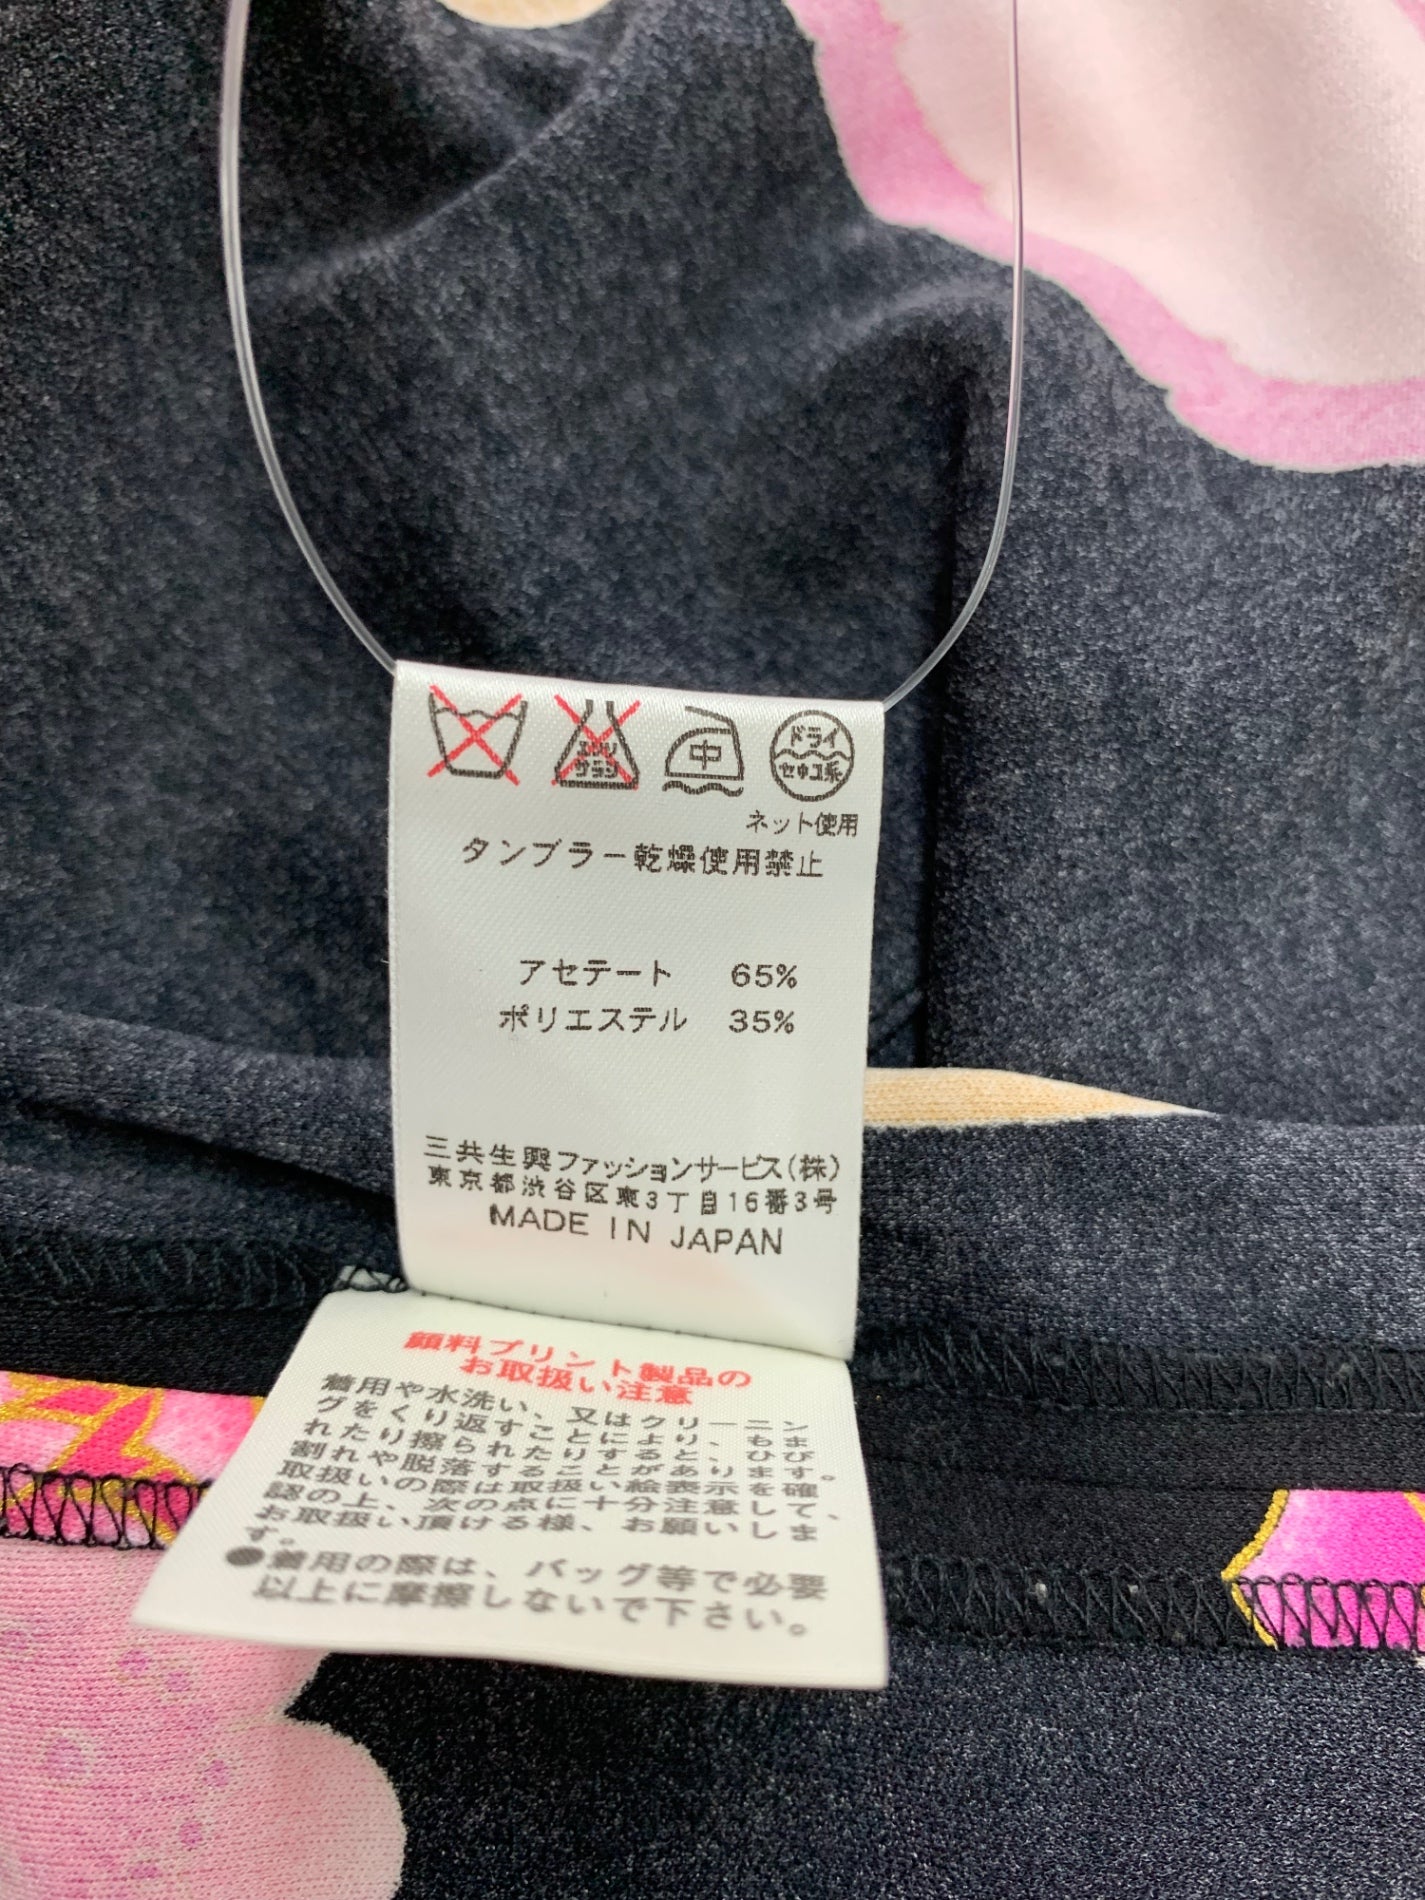 エンソ
サラシ
中
ドライ
セキユ系
ネット使用
タンブラー乾燥使用禁止
アセテート 65%
ポリエステル 35%
三共生興ファッションサービス(株)
東京都渋谷区東3丁目16番3号
MADE IN JAPAN
顔料プリント製品の
お取扱い注意
着用や水洗い、又はクリーニン
グをくり返すことにより、もま
れたり擦られたりすると、ひび
割れや脱落することがあります。
取扱いの際は取扱い絵表示を確
認の上、次の点に十分注意して、
お取扱い頂ける様、お願いしま
す。
●着用の際は、バッグ等で必要
以上に摩擦しないで下さい。